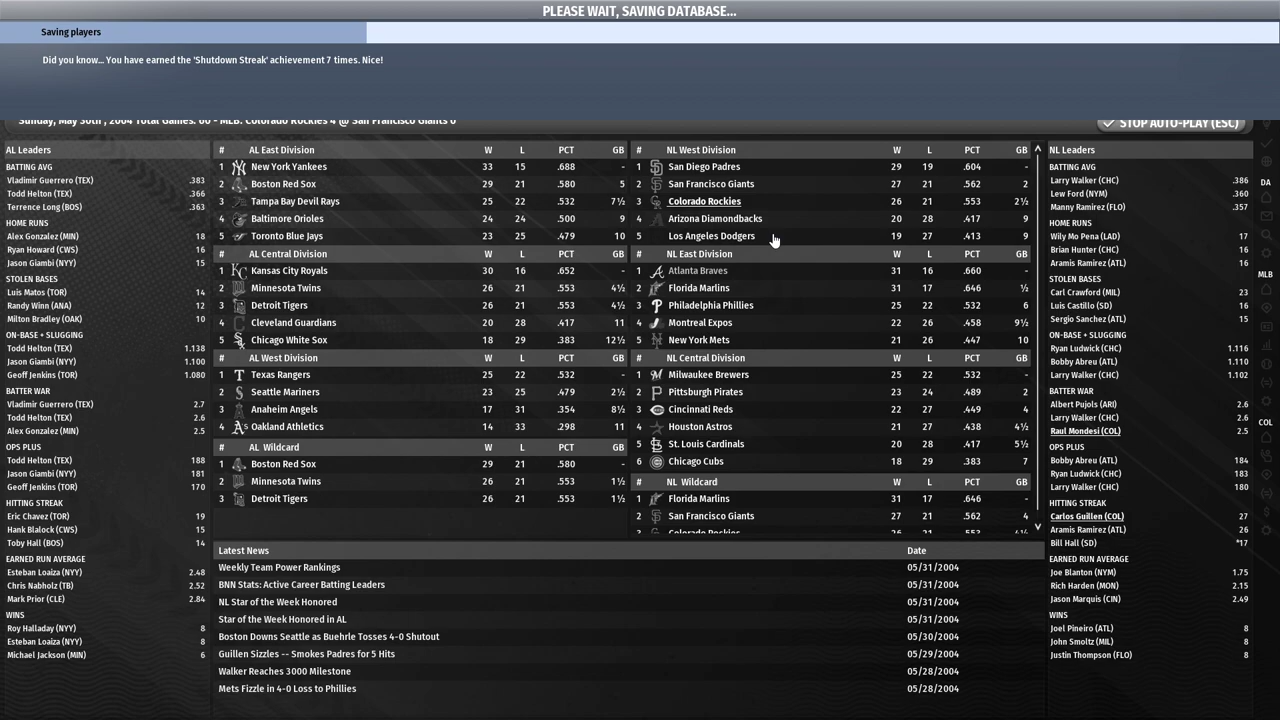 PLEASE WAIT, SAVING DATABASE...
Saving players
Did you know... You have earned the 'Shutdown Streak' achievement 7 times. Nice!
Sunday, May 30th, 2004 Total Games: 60 - MLB: Colorado Rockies 4 @ San Francisco Giants 6
STOP AUTO-PLAY (ESC)
AL Leaders
BATTING AVG
Vladimir Guerrero (TEX) .383
Todd Helton (TEX) .366
Terrence Long (BOS) .363
HOME RUNS
Alex Gonzalez (MIN) 18
Ryan Howard (CWS) 16
Jason Giambi (NYY) 15
STOLEN BASES
Luis Matos (TOR) 14
Randy Winn (ANA) 12
Milton Bradley (OAK) 10
ON-BASE + SLUGGING
Todd Helton (TEX) 1.138
Jason Giambi (NYY) 1.100
Geoff Jenkins (TOR) 1.080
BATTER WAR
Vladimir Guerrero (TEX) 2.7
Todd Helton (TEX) 2.6
Alex Gonzalez (MIN) 2.5
OPS PLUS
Todd Helton (TEX) 188
Jason Giambi (NYY) 181
Geoff Jenkins (TOR) 170
HITTING STREAK
Eric Chavez (TOR) 19
Hank Blalock (CWS) 15
Toby Hall (BOS) 14
EARNED RUN AVERAGE
Esteban Loaiza (NYY) 2.48
Chris Nabholz (TB) 2.52
Mark Prior (CLE) 2.84
WINS
Roy Halladay (NYY) 8
Esteban Loaiza (NYY) 8
Michael Jackson (MIN) 6
# AL East Division W L PCT GB
1 New York Yankees 33 15 .688 -
2 Boston Red Sox 29 21 .580 5
3 Tampa Bay Devil Rays 25 22 .532 7½
4 Baltimore Orioles 24 24 .500 9
5 Toronto Blue Jays 23 25 .479 10
# AL Central Division W L PCT GB
1 Kansas City Royals 30 16 .652 -
2 Minnesota Twins 26 21 .553 4½
3 Detroit Tigers 26 21 .553 4½
4 Cleveland Guardians 20 28 .417 11
5 Chicago White Sox 18 29 .383 12½
# AL West Division W L PCT GB
1 Texas Rangers 25 22 .532 -
2 Seattle Mariners 23 25 .479 2½
3 Anaheim Angels 17 31 .354 8½
4 Oakland Athletics 14 33 .298 11
# AL Wildcard W L PCT GB
1 Boston Red Sox 29 21 .580 -
2 Minnesota Twins 26 21 .553 1½
3 Detroit Tigers 26 21 .553 1½
# NL West Division W L PCT GB
1 San Diego Padres 29 19 .604 -
2 San Francisco Giants 27 21 .562 2
3 Colorado Rockies 26 21 .553 2½
4 Arizona Diamondbacks 20 28 .417 9
5 Los Angeles Dodgers 19 27 .413 9
# NL East Division W L PCT GB
1 Atlanta Braves 31 16 .660 -
2 Florida Marlins 31 17 .646 ½
3 Philadelphia Phillies 25 22 .532 6
4 Montreal Expos 22 26 .458 9½
5 New York Mets 21 26 .447 10
# NL Central Division W L PCT GB
1 Milwaukee Brewers 25 22 .532 -
2 Pittsburgh Pirates 23 24 .489 2
3 Cincinnati Reds 22 27 .449 4
4 Houston Astros 21 27 .438 4½
5 St. Louis Cardinals 20 28 .417 5½
6 Chicago Cubs 18 29 .383 7
# NL Wildcard W L PCT GB
1 Florida Marlins 31 17 .646 -
2 San Francisco Giants 27 21 .562 4
3 Colorado Rockies 26 21 .553 4½
Latest News Date
Weekly Team Power Rankings 05/31/2004
BNN Stats: Active Career Batting Leaders 05/31/2004
NL Star of the Week Honored 05/31/2004
Star of the Week Honored in AL 05/31/2004
Boston Downs Seattle as Buehrle Tosses 4-0 Shutout 05/30/2004
Guillen Sizzles -- Smokes Padres for 5 Hits 05/29/2004
Walker Reaches 3000 Milestone 05/28/2004
Mets Fizzle in 4-0 Loss to Phillies 05/28/2004
NL Leaders
BATTING AVG
Larry Walker (CHC) .386
Lew Ford (NYM) .360
Manny Ramirez (FLO) .357
HOME RUNS
Wily Mo Pena (LAD) 17
Brian Hunter (CHC) 16
Aramis Ramirez (ATL) 16
STOLEN BASES
Carl Crawford (MIL) 23
Luis Castillo (SD) 16
Sergio Sanchez (ATL) 15
ON-BASE + SLUGGING
Ryan Ludwick (CHC) 1.116
Bobby Abreu (ATL) 1.110
Larry Walker (CHC) 1.102
BATTER WAR
Albert Pujols (ARI) 2.6
Larry Walker (CHC) 2.6
Raul Mondesi (COL) 2.5
OPS PLUS
Bobby Abreu (ATL) 184
Ryan Ludwick (CHC) 183
Larry Walker (CHC) 180
HITTING STREAK
Carlos Guillen (COL) 27
Aramis Ramirez (ATL) 26
Bill Hall (SD) *17
EARNED RUN AVERAGE
Joe Blanton (NYM) 1.75
Rich Harden (MON) 2.15
Jason Marquis (CIN) 2.49
WINS
Joel Pineiro (ATL) 8
John Smoltz (MIL) 8
Justin Thompson (FLO) 8
DA
MLB
COL